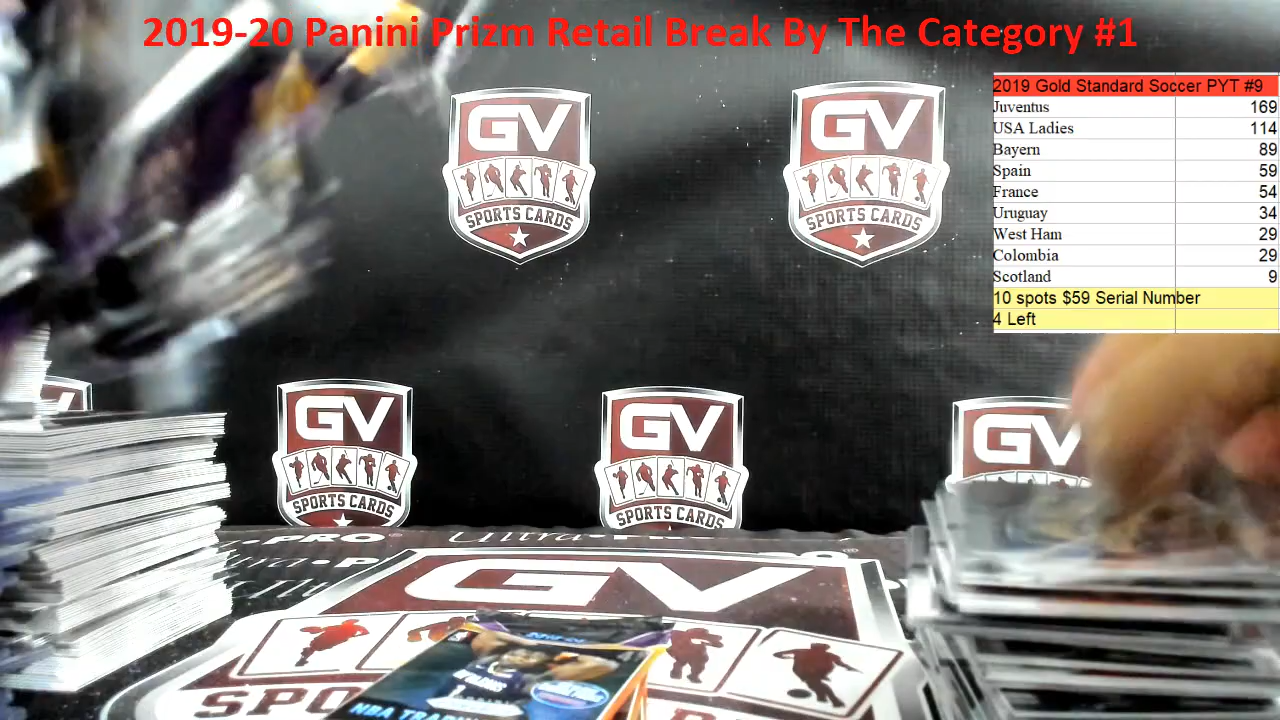 2019-20 Panini Prizm Retail Break By The Category #1
2019 Gold Standard Soccer PYT #9
Juventus 169
USA Ladies 114
Bayern 89
Spain 59
France 54
Uruguay 34
West Ham 29
Colombia 29
Scotland 9
10 spots $59 Serial Number
4 Left
GV
SPORTS CARDS
GV
SPORTS CARDS
GV
SPORTS CARDS
GV
SPORTS CARDS
GV
PRO
GV
SPO
NBA